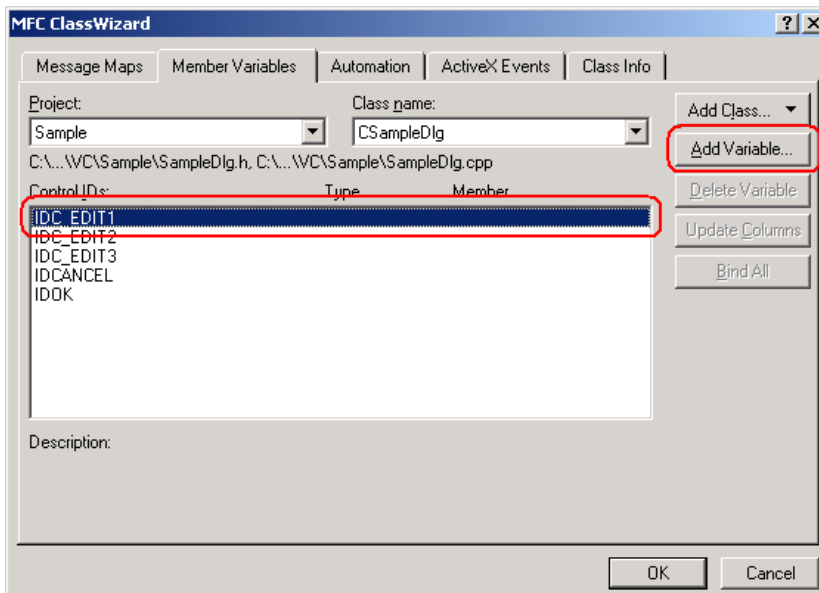 MFC ClassWizard
Message Maps Member Variables Automation ActiveX Events Class Info
Project: Class name:
Sample CSampleDlg
C:\...\VC\Sample\SampleDlg.h, C:\...\VC\Sample\SampleDlg.cpp
Control IDs: Type Member
IDC_EDIT1
IDC_EDIT2
IDC_EDIT3
IDCANCEL
IDOK
Add Class...
Add Variable...
Delete Variable
Update Columns
Bind All
Description:
OK Cancel